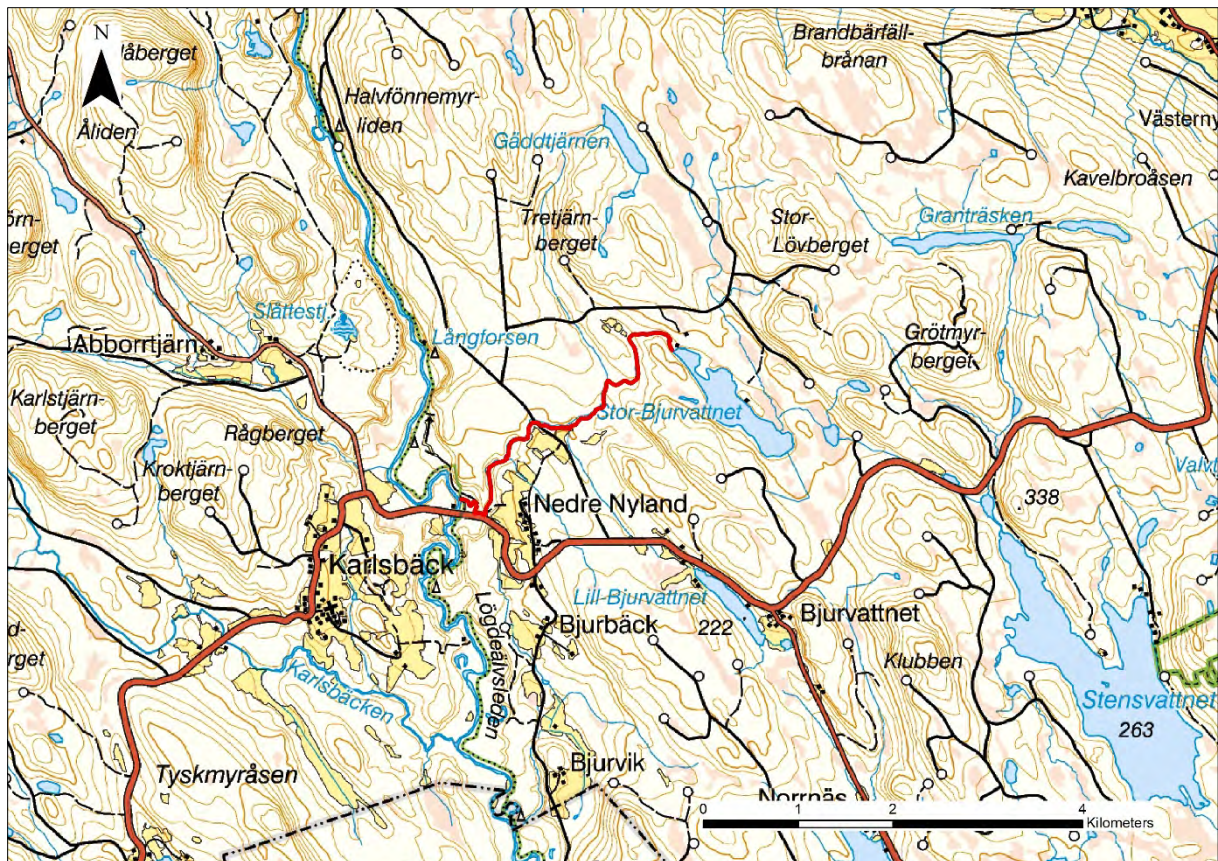 N
Brandbärfäll-
brånan
Halvfönnemyr-
liden
Åliden
Gäddtjärnen
Västerny
Kavelbroåsen
Tretjärn-
berget
Stor-
Lövberget
Granträsken
Slättestj.
Långforsen
Abborrtjärn
Grötmyr-
berget
Karlstjärn-
berget
Rågberget
Stor-Bjurvattnet
Kroktjärn-
berget
Nedre Nyland
338
Karlsbäck
Lögdeälvsleden
Lill-Bjurvattnet
Bjurbäck
222
Bjurvattnet
Klubben
Karlsbäcken
Stensvattnet
263
Tyskmyråsen
Bjurvik
Norrnäs
0 1 2 4
Kilometers